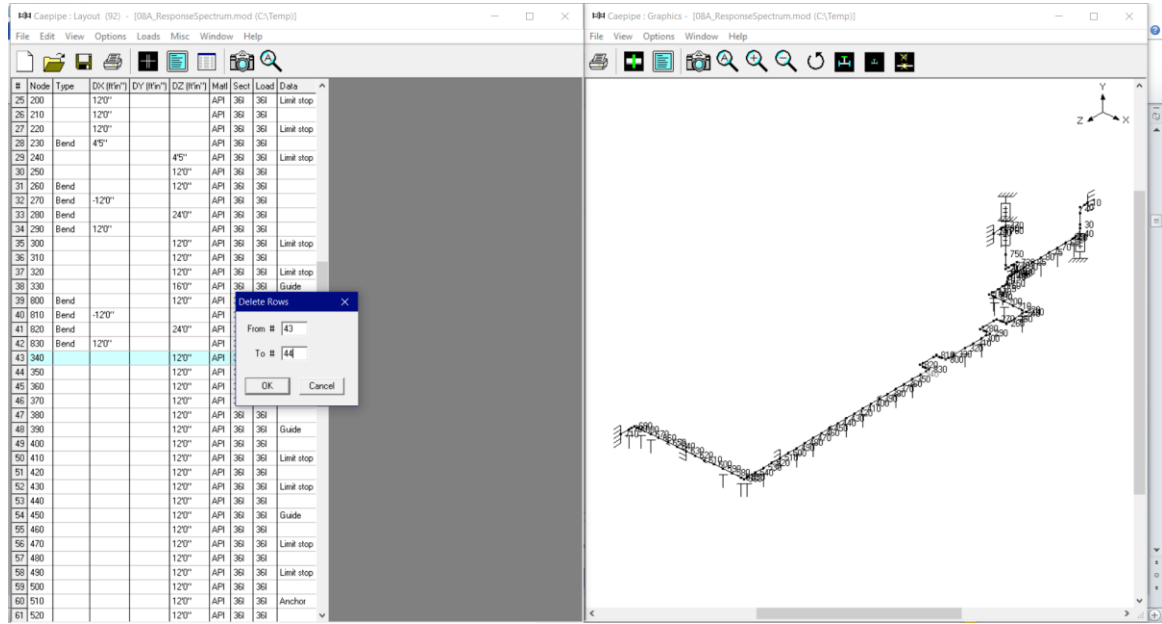 Caepipe : Layout (92) - [08A_ResponseSpectrum.mod (C:\Temp)]
File Edit View Options Loads Misc Window Help
# Node Type DX (ft'in") DY (ft'in") DZ (ft'in") Matl Sect Load Data
25 200 12'0" API 36I 36I Limit stop
26 210 12'0" API 36I 36I
27 220 12'0" API 36I 36I Limit stop
28 230 Bend 4'5" API 36I 36I
29 240 4'5" API 36I 36I Limit stop
30 250 12'0" API 36I 36I
31 260 Bend 12'0" API 36I 36I
32 270 Bend -12'0" API 36I 36I
33 280 Bend 24'0" API 36I 36I
34 290 Bend 12'0" API 36I 36I
35 300 12'0" API 36I 36I Limit stop
36 310 12'0" API 36I 36I
37 320 12'0" API 36I 36I Limit stop
38 330 16'0" API 36I 36I Guide
39 800 Bend 12'0" API
40 810 Bend -12'0" API
41 820 Bend 24'0" API
42 830 Bend 12'0" API
43 340 12'0" API
44 350 12'0" API
45 360 12'0" API
46 370 12'0" API
47 380 12'0" API 36I 36I
48 390 12'0" API 36I 36I Guide
49 400 12'0" API 36I 36I
50 410 12'0" API 36I 36I Limit stop
51 420 12'0" API 36I 36I
52 430 12'0" API 36I 36I Limit stop
53 440 12'0" API 36I 36I
54 450 12'0" API 36I 36I Guide
55 460 12'0" API 36I 36I
56 470 12'0" API 36I 36I Limit stop
57 480 12'0" API 36I 36I
58 490 12'0" API 36I 36I Limit stop
59 500 12'0" API 36I 36I
60 510 12'0" API 36I 36I Anchor
61 520 12'0" API 36I 36I
Delete Rows
From # 43
To # 44
OK Cancel
Caepipe : Graphics - [08A_ResponseSpectrum.mod (C:\Temp)]
File View Options Window Help
Y
Z X
30
40
750